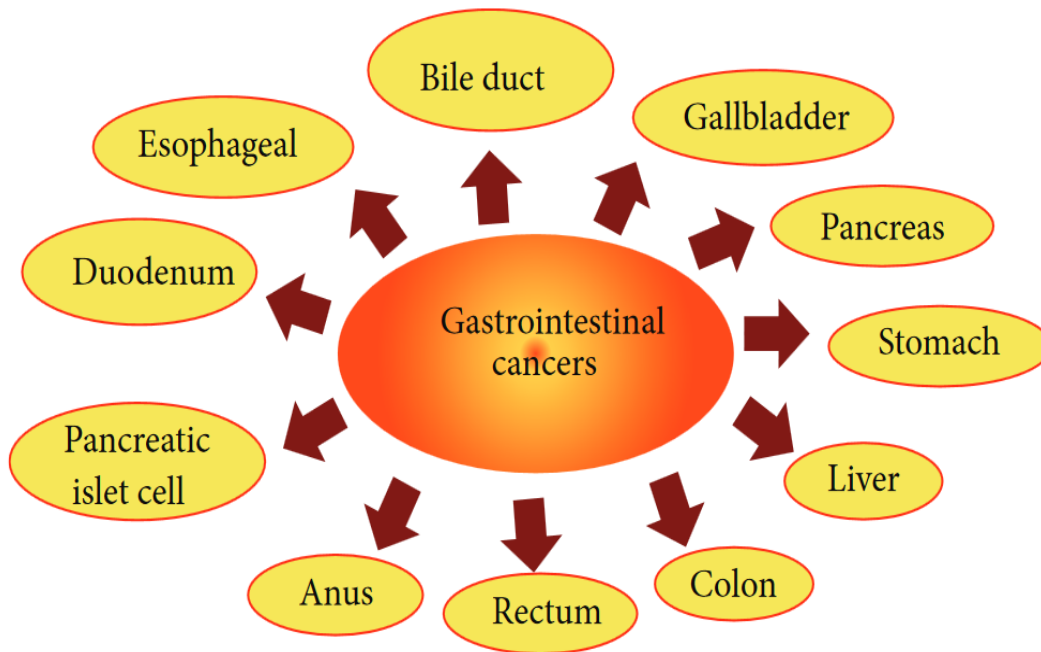 Bile duct
Gallbladder
Esophageal
Pancreas
Duodenum
Gastrointestinal
cancers
Stomach
Pancreatic
islet cell
Liver
Anus
Rectum
Colon